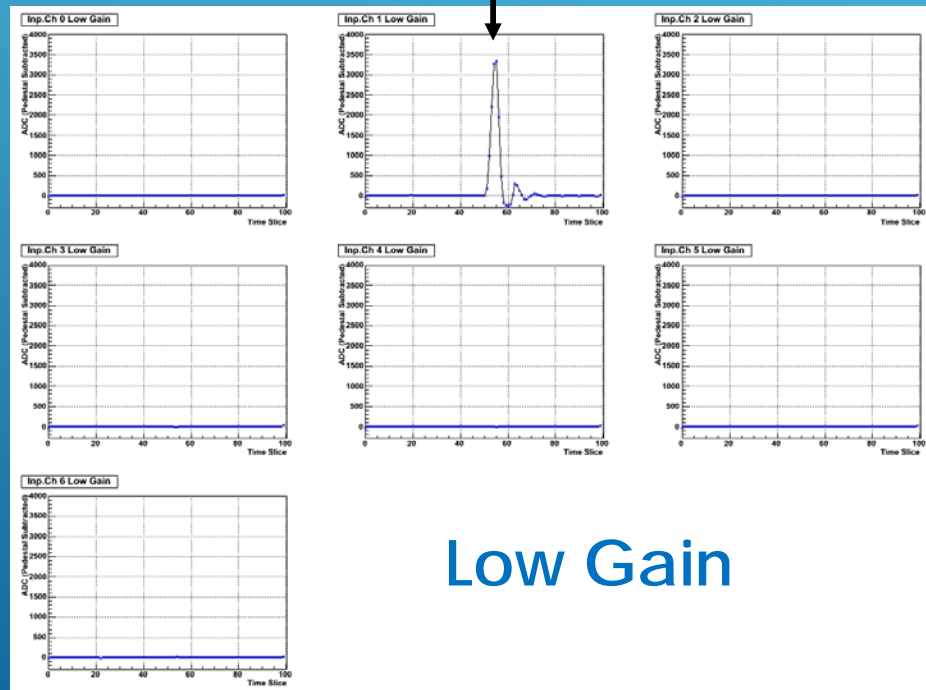 Inp.Ch 0 Low Gain
ADC (Pedestal Subtracted)
4000
3500
3000
2500
2000
1500
1000
500
0
0 20 40 60 80 100
Time Slice
Inp.Ch 1 Low Gain
ADC (Pedestal Subtracted)
4000
3500
3000
2500
2000
1500
1000
500
0
0 20 40 60 80 100
Time Slice
Inp.Ch 2 Low Gain
ADC (Pedestal Subtracted)
4000
3500
3000
2500
2000
1500
1000
500
0
0 20 40 60 80 100
Time Slice
Inp.Ch 3 Low Gain
ADC (Pedestal Subtracted)
4000
3500
3000
2500
2000
1500
1000
500
0
0 20 40 60 80 100
Time Slice
Inp.Ch 4 Low Gain
ADC (Pedestal Subtracted)
4000
3500
3000
2500
2000
1500
1000
500
0
0 20 40 60 80 100
Time Slice
Inp.Ch 5 Low Gain
ADC (Pedestal Subtracted)
4000
3500
3000
2500
2000
1500
1000
500
0
0 20 40 60 80 100
Time Slice
Inp.Ch 6 Low Gain
ADC (Pedestal Subtracted)
4000
3500
3000
2500
2000
1500
1000
500
0
0 20 40 60 80 100
Time Slice
Low Gain